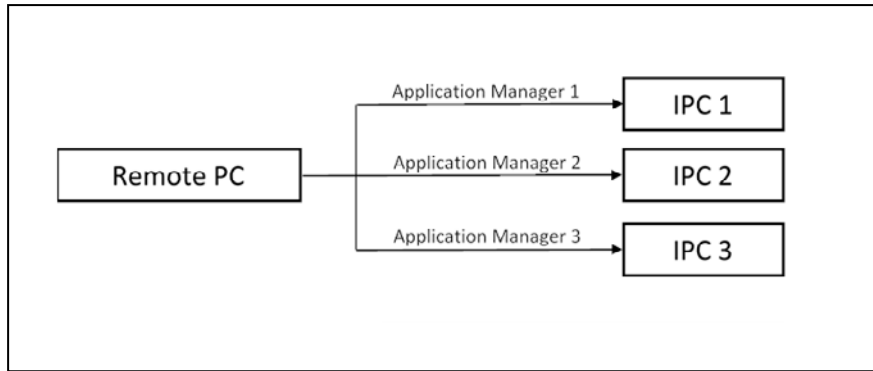 Application Manager 1
IPC 1
Remote PC
Application Manager 2
IPC 2
Application Manager 3
IPC 3